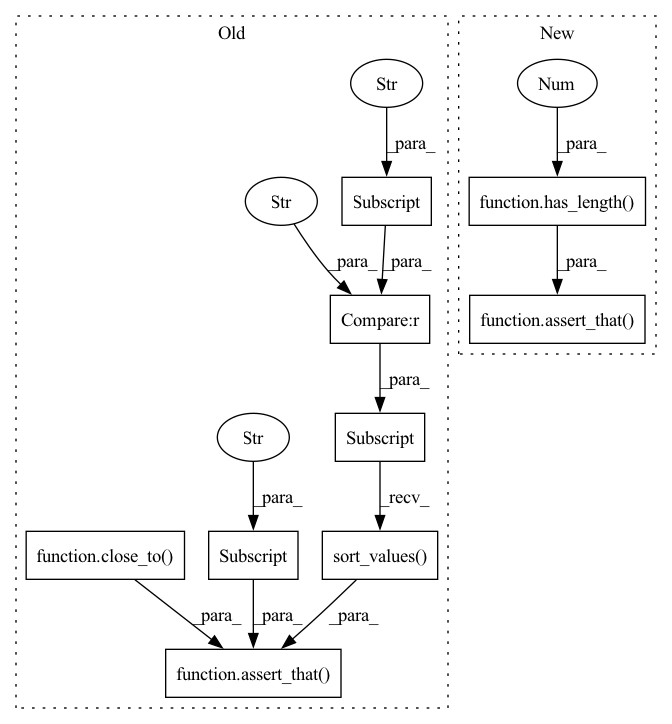 Old
New
Str
Num
_para_
_para_
Str
Subscript
function.has_length()
_para_
_para_
_para_
Compare:r
function.assert_that()
_para_
Str
Subscript
_para_
_recv_
function.close_to()
Subscript
sort_values()
_para_
_para_
_para_
function.assert_that()